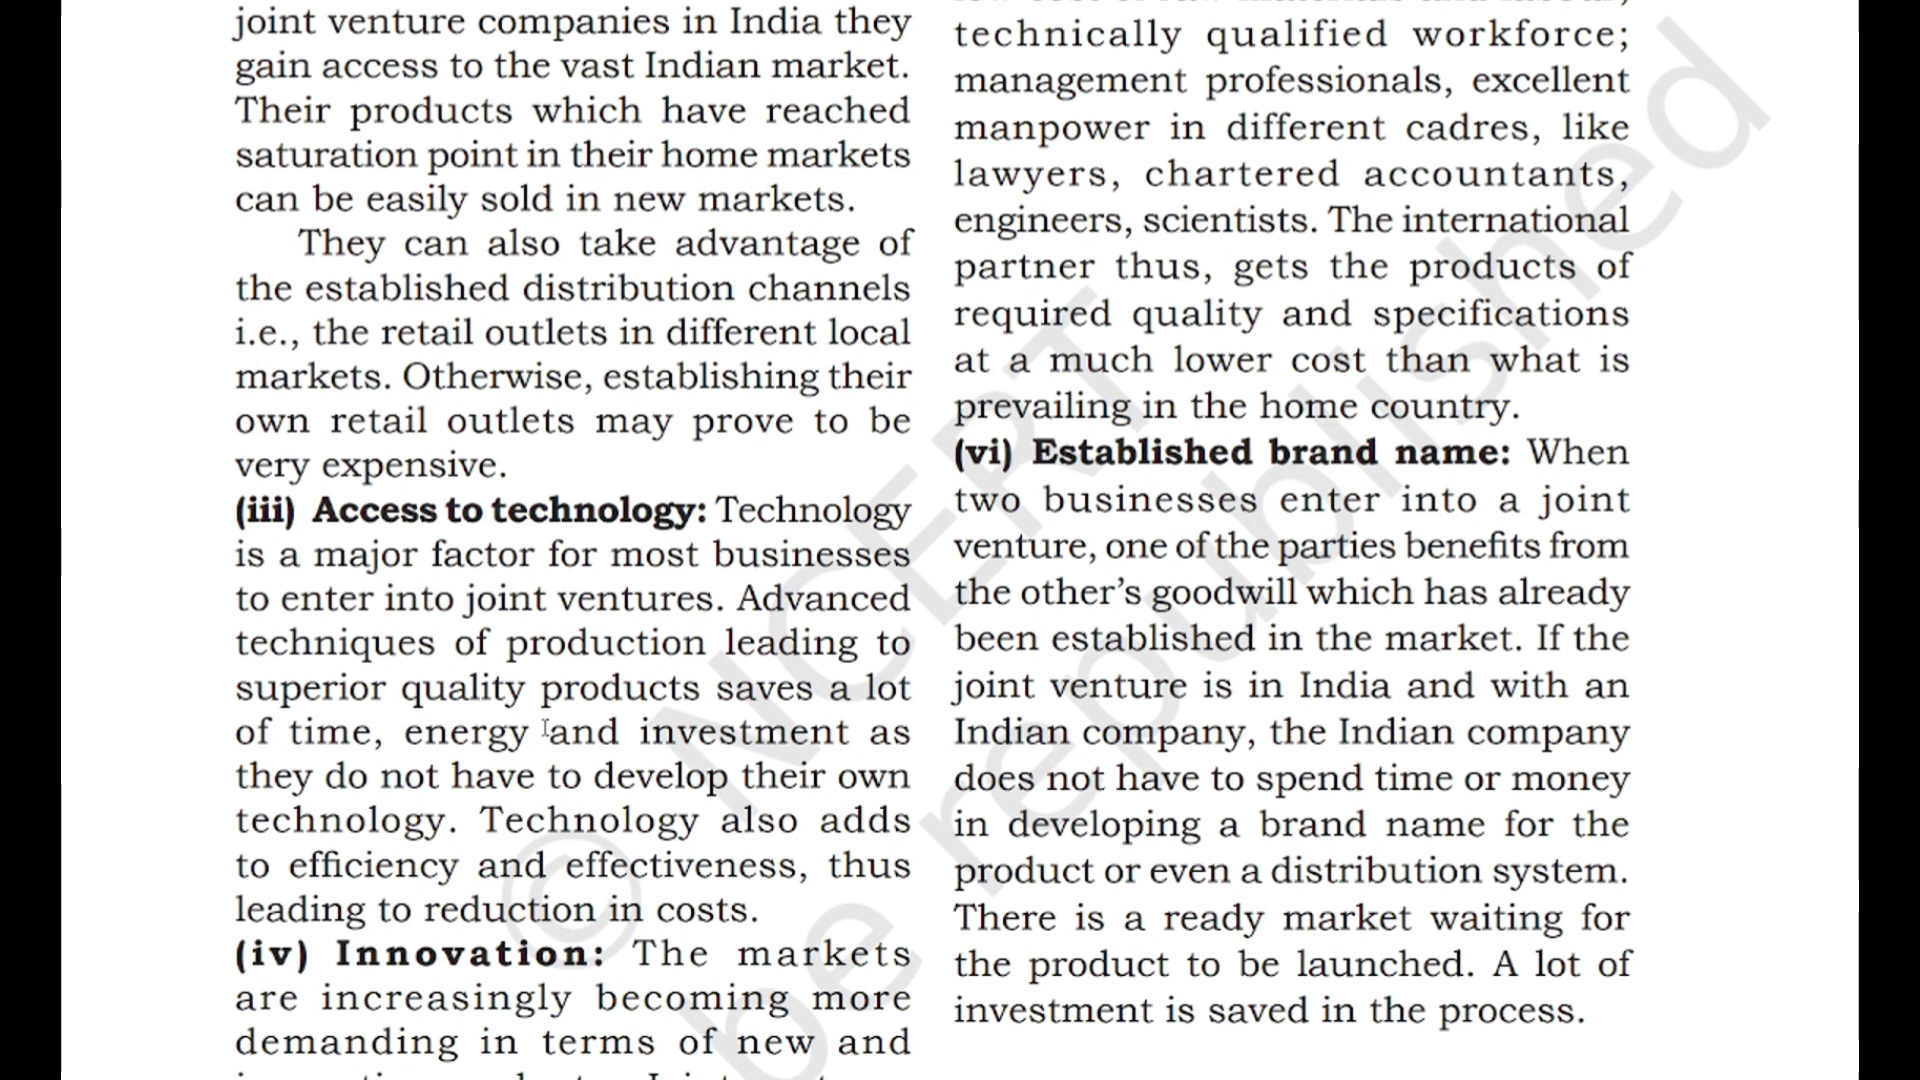 joint venture companies in India they
gain access to the vast Indian market.
Their products which have reached
saturation point in their home markets
can be easily sold in new markets.
They can also take advantage of
the established distribution channels
i.e., the retail outlets in different local
markets. Otherwise, establishing their
own retail outlets may prove to be
very expensive.
(iii) Access to technology: Technology
is a major factor for most businesses
to enter into joint ventures. Advanced
techniques of production leading to
superior quality products saves a lot
of time, energy and investment as
they do not have to develop their own
technology. Technology also adds
to efficiency and effectiveness, thus
leading to reduction in costs.
(iv) Innovation: The markets
are increasingly becoming more
demanding in terms of new and
technically qualified workforce;
management professionals, excellent
manpower in different cadres, like
lawyers, chartered accountants,
engineers, scientists. The international
partner thus, gets the products of
required quality and specifications
at a much lower cost than what is
prevailing in the home country.
(vi) Established brand name: When
two businesses enter into a joint
venture, one of the parties benefits from
the other's goodwill which has already
been established in the market. If the
joint venture is in India and with an
Indian company, the Indian company
does not have to spend time or money
in developing a brand name for the
product or even a distribution system.
There is a ready market waiting for
the product to be launched. A lot of
investment is saved in the process.
© NCERT
be republished